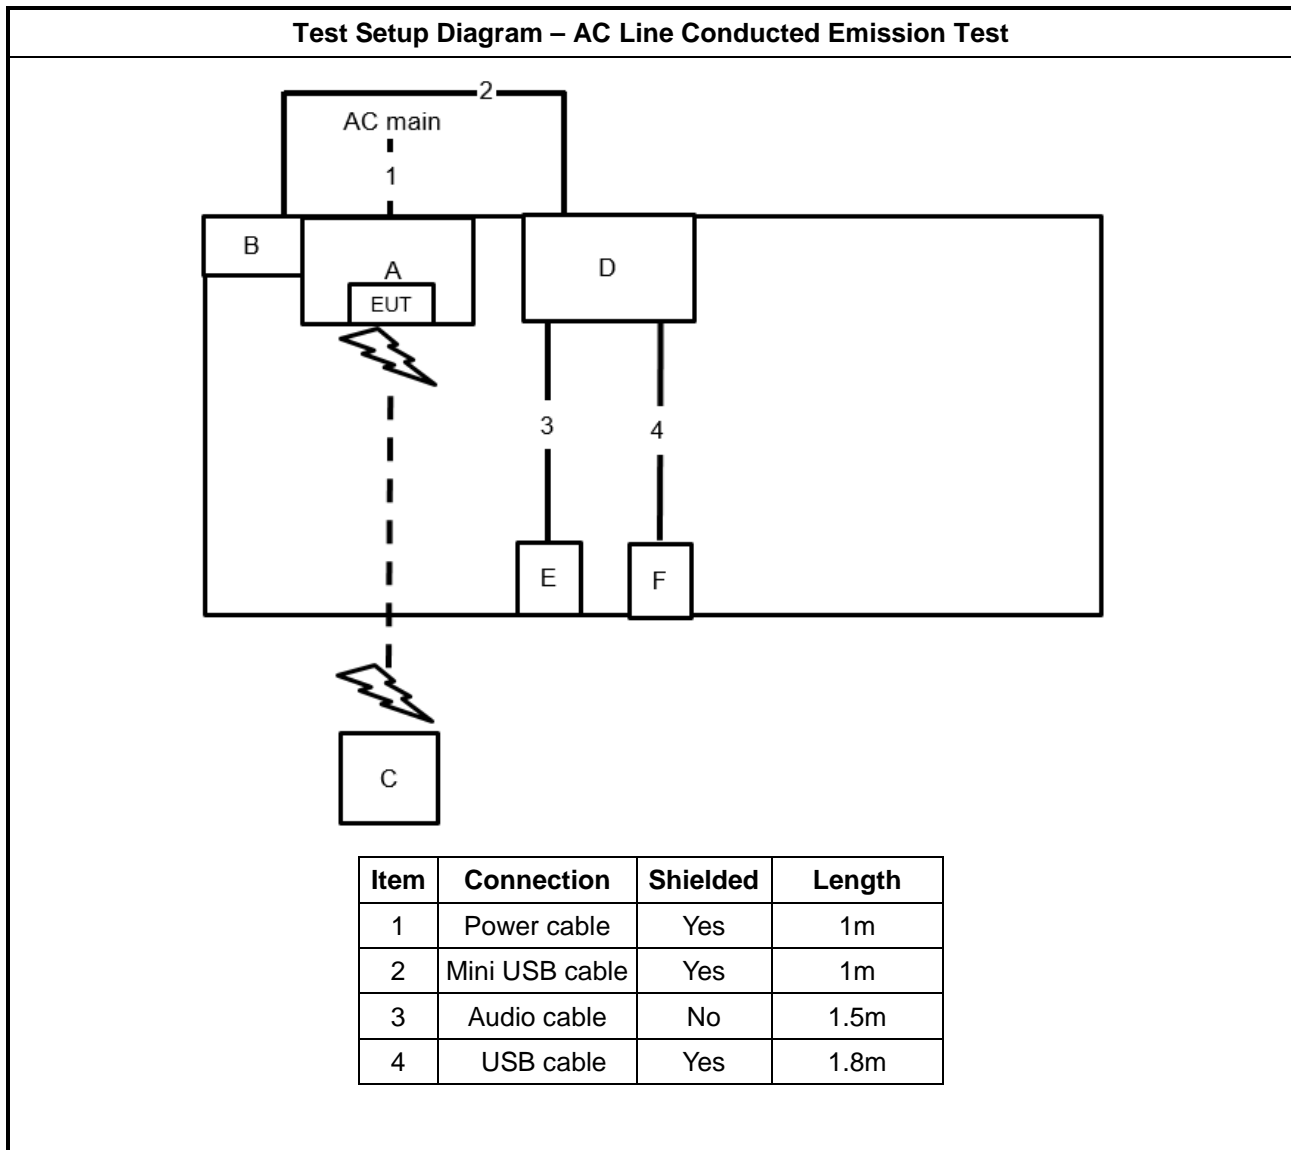 Test Setup Diagram – AC Line Conducted Emission Test
2
AC main
1
B
A
D
EUT
3
4
E
F
C
Item Connection Shielded Length
1 Power cable Yes 1m
2 Mini USB cable Yes 1m
3 Audio cable No 1.5m
4 USB cable Yes 1.8m